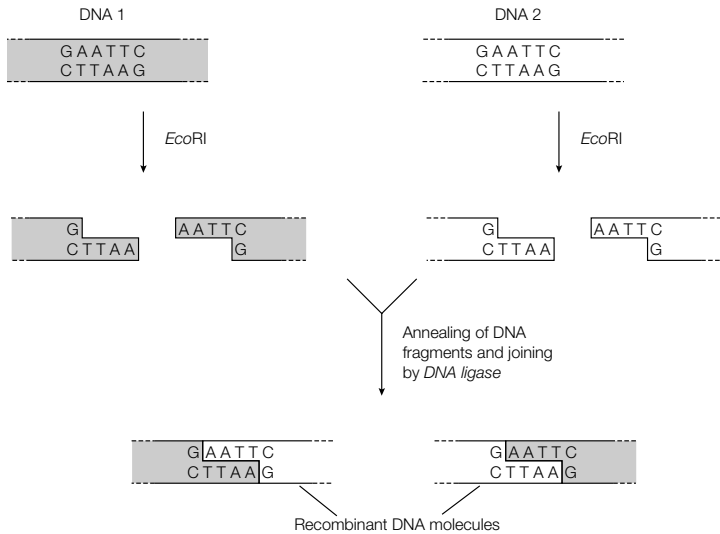 DNA 1
DNA 2
GAATTC
CTTAAG
GAATTC
CTTAAG
EcoRI
EcoRI
G
CTTAA
AATTC
G
G
CTTAA
AATTC
G
Annealing of DNA
fragments and joining
by DNA ligase
GAATTC
CTTAAG
GAATTC
CTTAAG
Recombinant DNA molecules